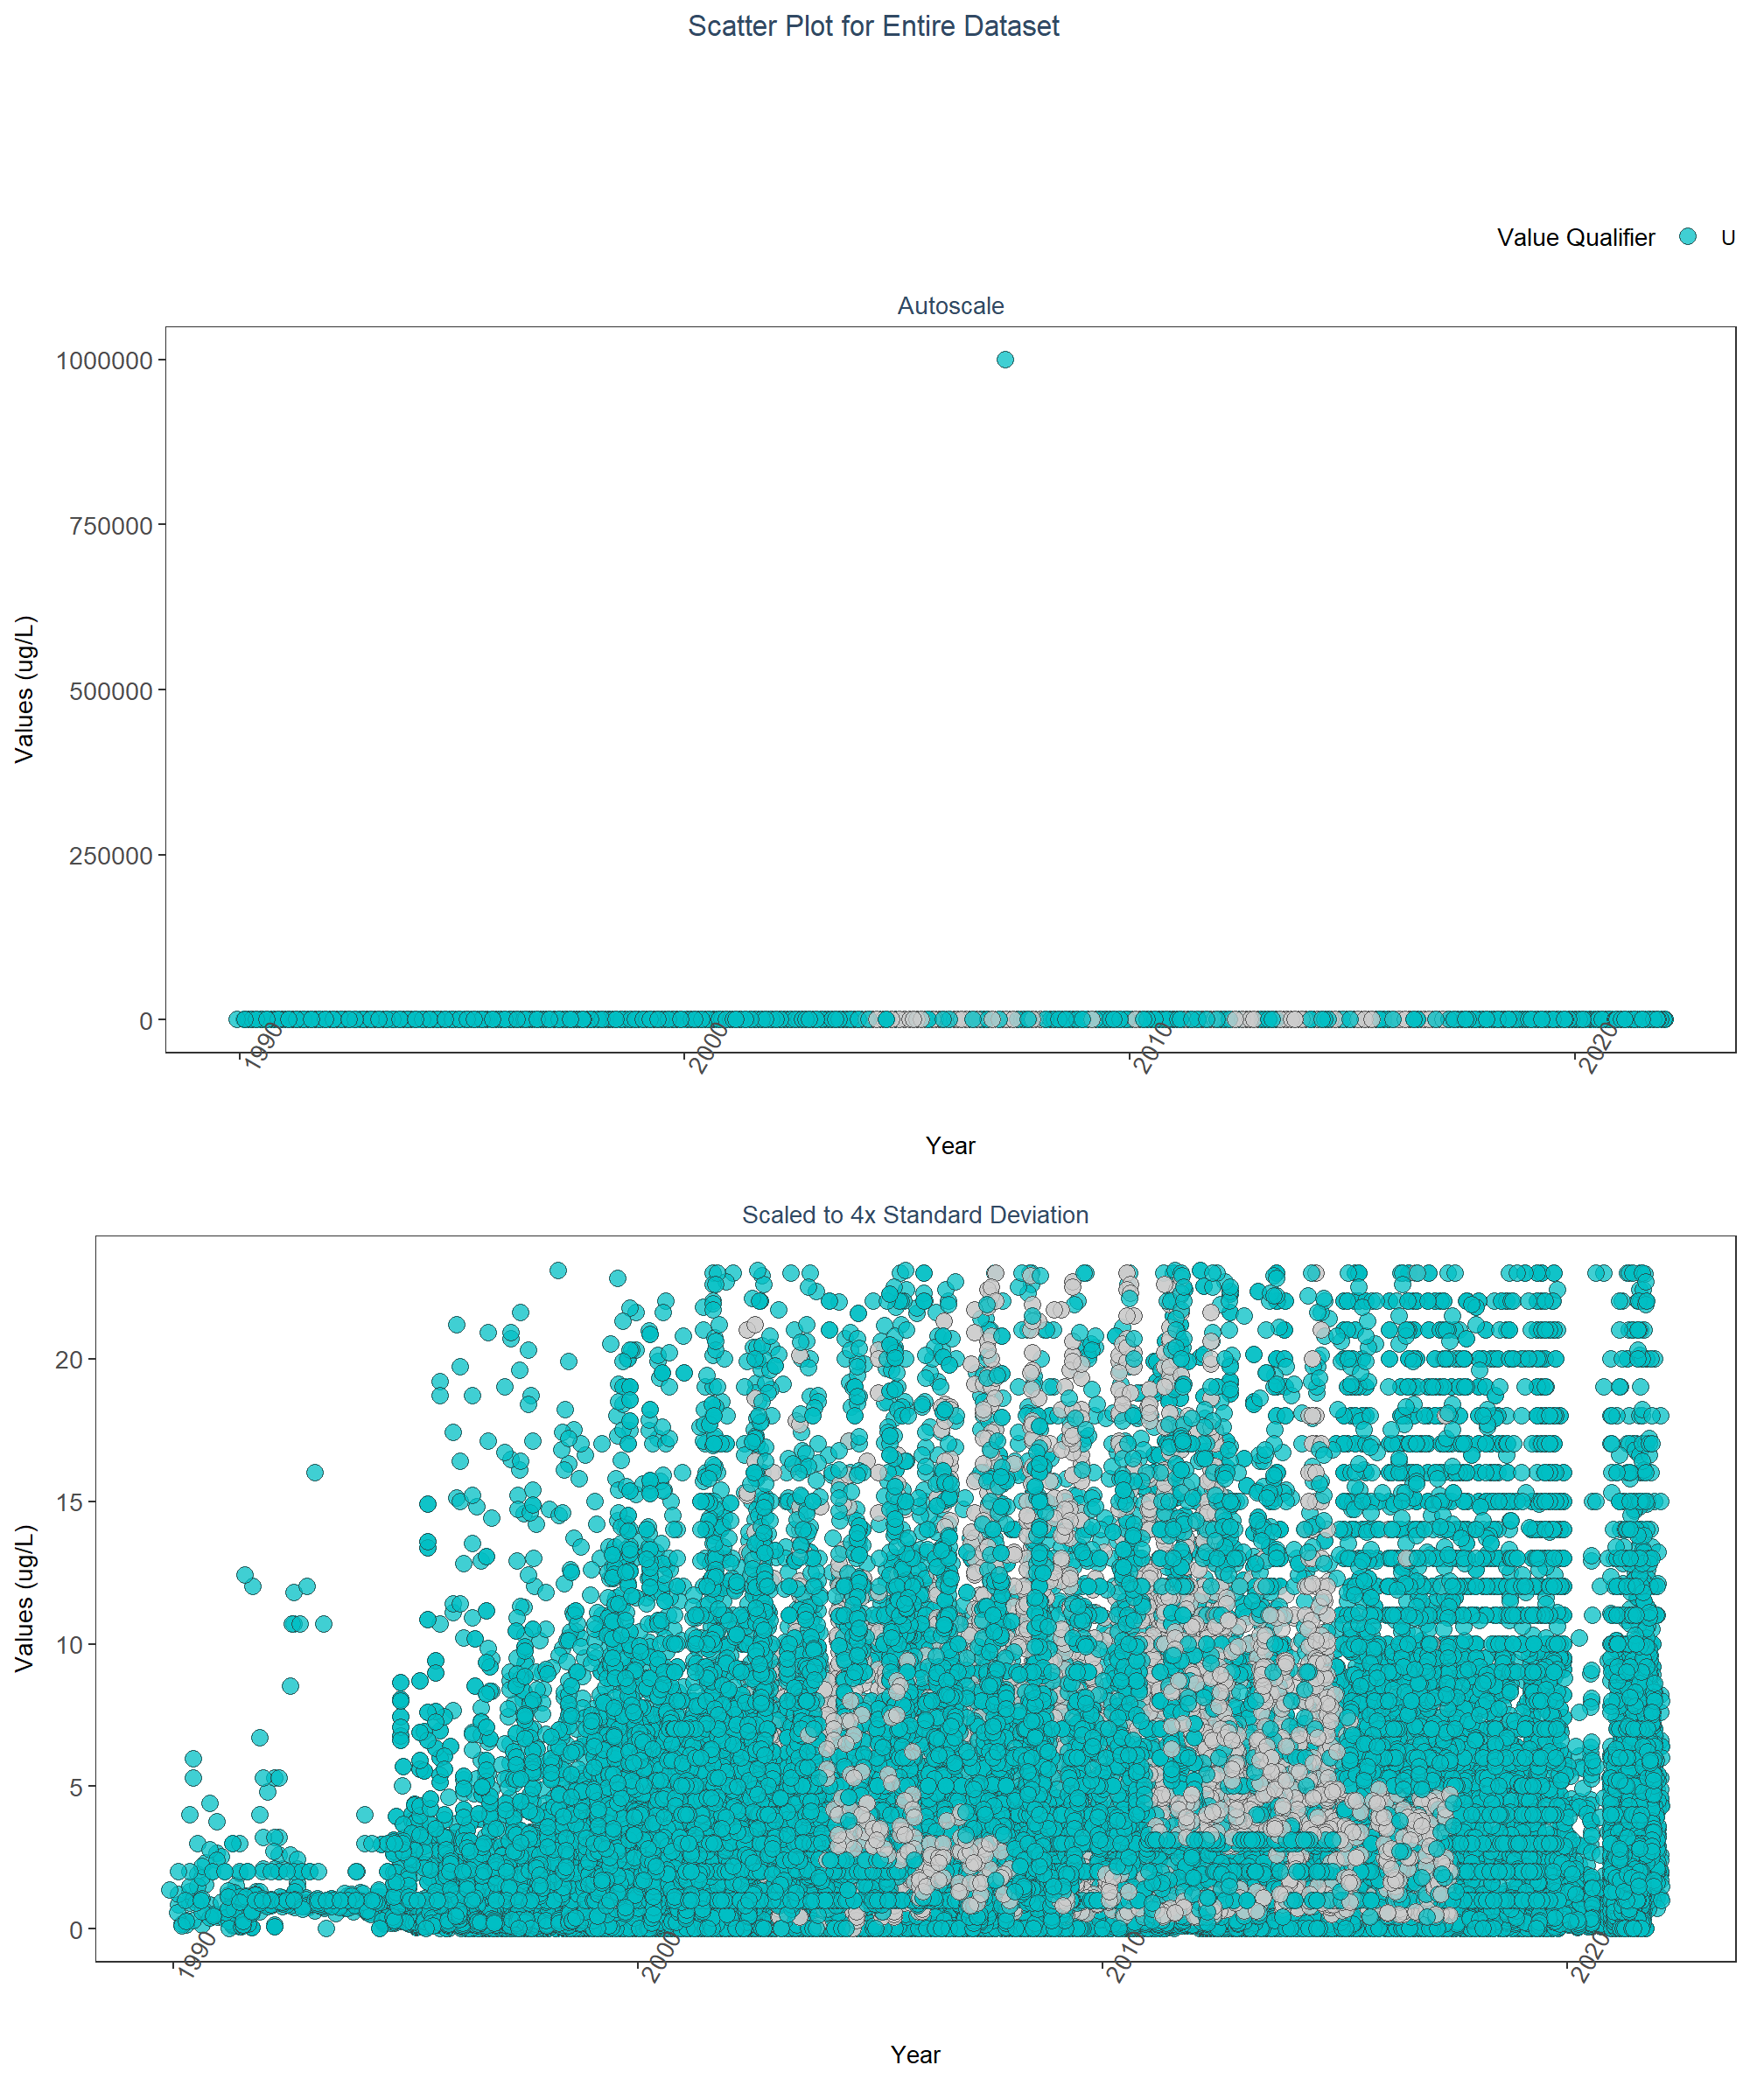 Scatter Plot for Entire Dataset
Value Qualifier U
Autoscale
1000000
750000
500000
250000
0
Values (ug/L)
1990 2000 2010 2020
Year
Scaled to 4x Standard Deviation
20
15
10
5
0
Values (ug/L)
1990 2000 2010 2020
Year